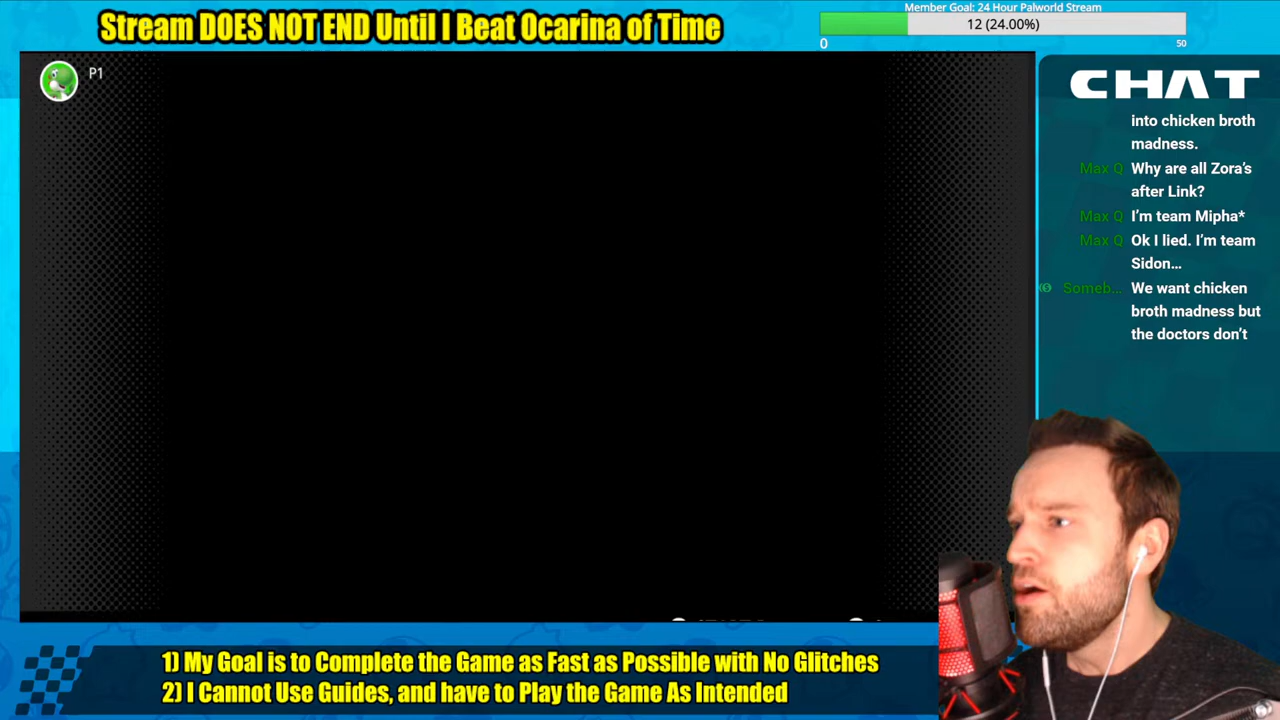 Stream DOES NOT END Until I Beat Ocarina of Time
Member Goal: 24 Hour Palworld Stream
12 (24.00%)
0
50
P1
CHAT
into chicken broth
madness.
Max Q Why are all Zora's
after Link?
Max Q I'm team Mipha*
Max Q Ok I lied. I'm team
Sidon...
Someb... We want chicken
broth madness but
the doctors don't
1) My Goal is to Complete the Game as Fast as Possible with No Glitches
2) I Cannot Use Guides, and have to Play the Game As Intended